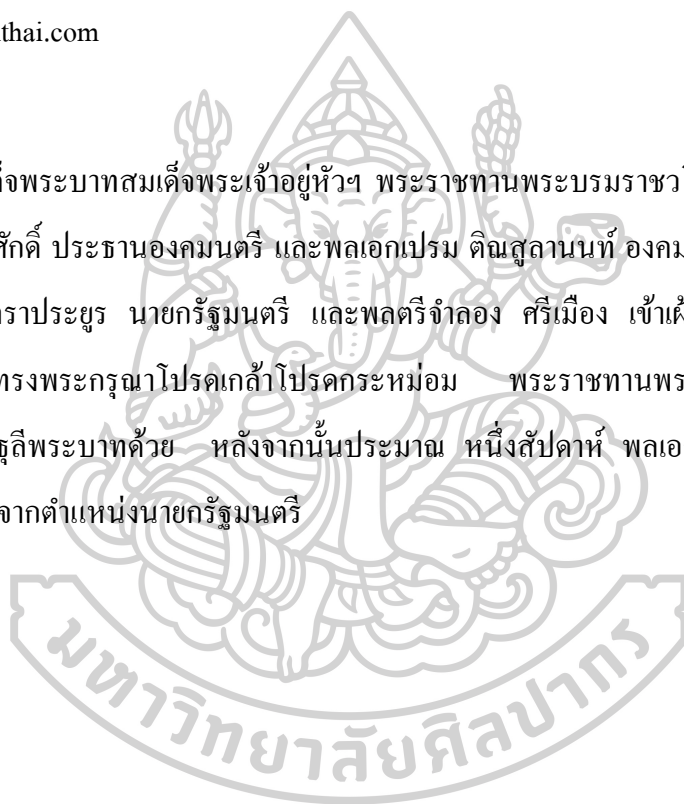 thai.com
ด็จพระบาทสมเด็จพระเจ้าอยู่หัวฯ พระราชทานพระบรมราชวโ
ศักดิ์ ประธานองคมนตรี และพลเอกเปรม ติณสูลานนท์ องคม
ราประยูร นายกรัฐมนตรี และพลตรีจำลอง ศรีเมือง เข้าเฝ้
ทรงพระกรุณาโปรดเกล้าโปรดกระหม่อม พระราชทานพร
ธุลีพระบาทด้วย หลังจากนั้นประมาณ หนึ่งสัปดาห์ พลเอ
จากตำแหน่งนายกรัฐมนตรี
มหาวิทยาลัยศิลปากร